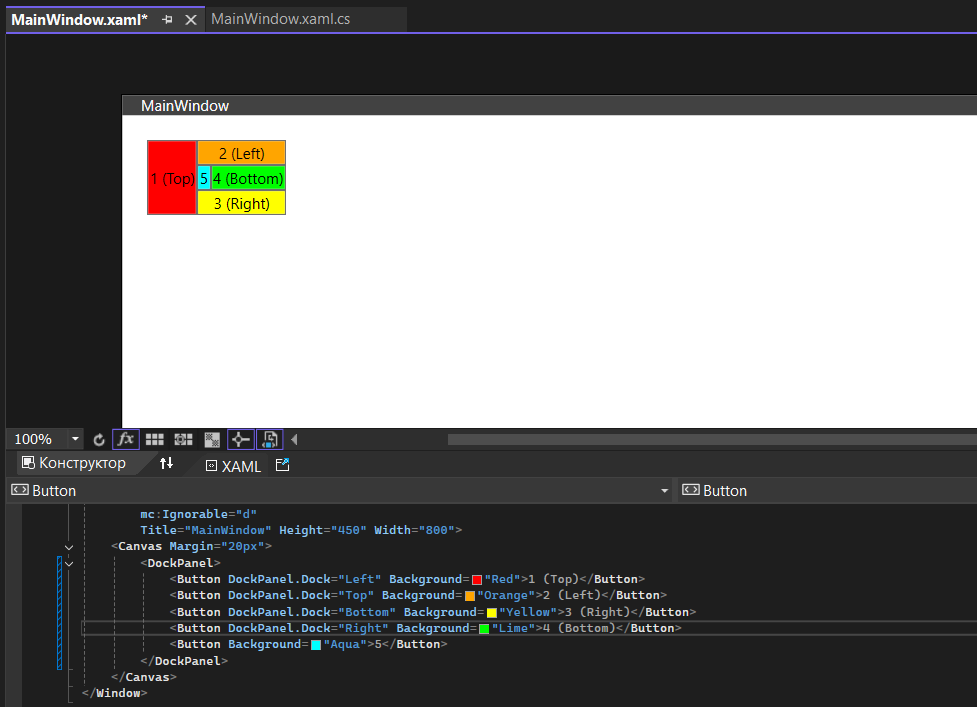 MainWindow.xaml* MainWindow.xaml.cs
MainWindow
2 (Left)
1 (Top) 5 4 (Bottom)
3 (Right)
100% fx
Конструктор XAML
Button Button
mc:Ignorable="d"
Title="MainWindow" Height="450" Width="800">
<Canvas Margin="20px">
<DockPanel>
<Button DockPanel.Dock="Left" Background="Red">1 (Top)</Button>
<Button DockPanel.Dock="Top" Background="Orange">2 (Left)</Button>
<Button DockPanel.Dock="Bottom" Background="Yellow">3 (Right)</Button>
<Button DockPanel.Dock="Right" Background="Lime">4 (Bottom)</Button>
<Button Background="Aqua">5</Button>
</DockPanel>
</Canvas>
</Window>